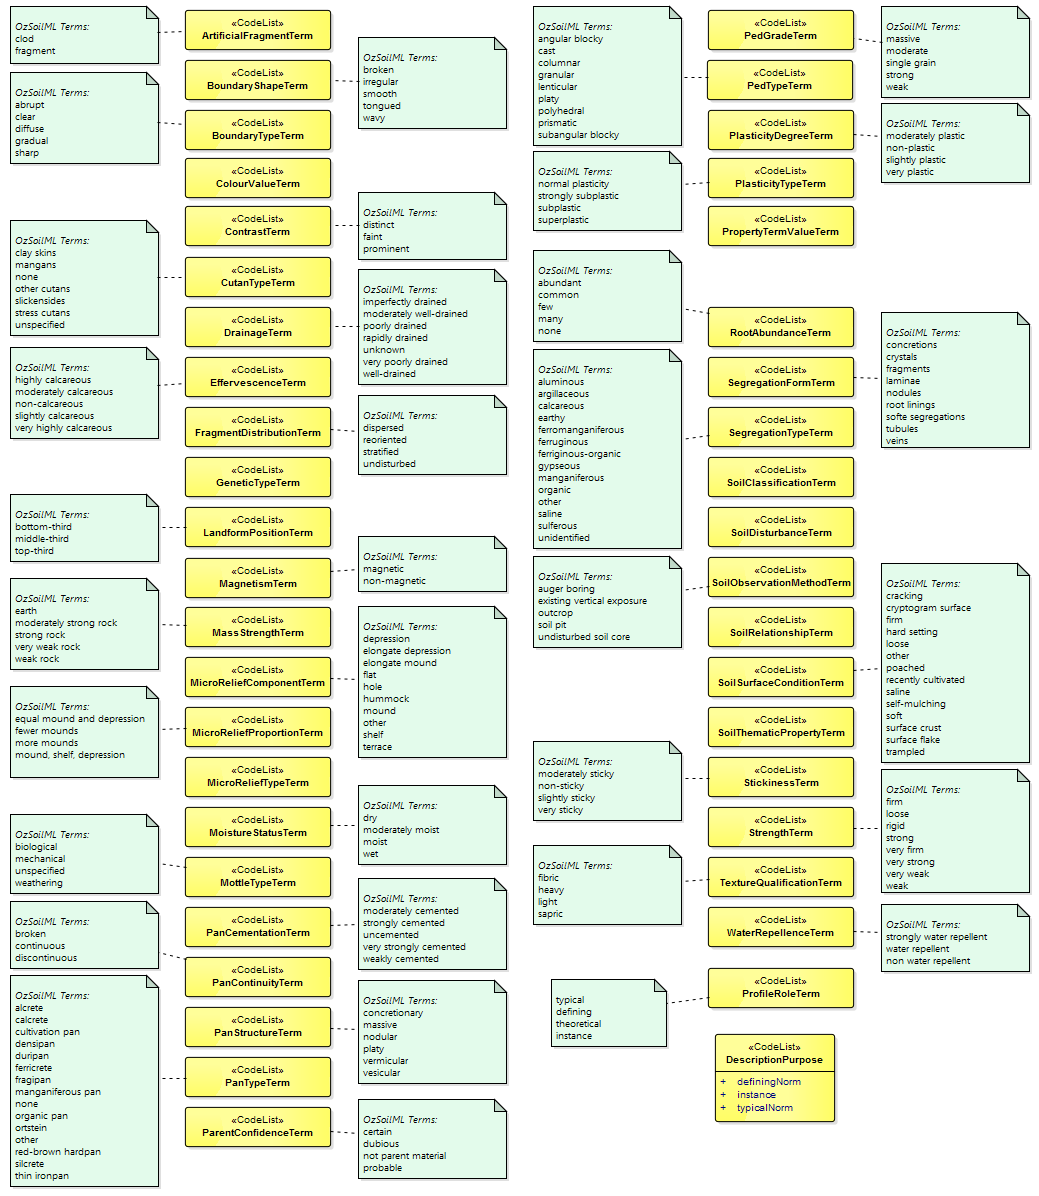 OzSoilML Terms:
clod
fragment
OzSoilML Terms:
abrupt
clear
diffuse
gradual
sharp
OzSoilML Terms:
clay skins
mangans
none
other cutans
slickensides
stress cutans
unspecified
OzSoilML Terms:
highly calcareous
moderately calcareous
non-calcareous
slightly calcareous
very highly calcareous
OzSoilML Terms:
bottom-third
middle-third
top-third
OzSoilML Terms:
earth
moderately strong rock
strong rock
very weak rock
weak rock
OzSoilML Terms:
equal mound and depression
fewer mounds
more mounds
mound, shelf, depression
OzSoilML Terms:
biological
mechanical
unspecified
weathering
OzSoilML Terms:
broken
continuous
discontinuous
OzSoilML Terms:
alcrete
calcrete
cultivation pan
densipan
duripan
ferricrete
fragipan
manganiferous pan
none
organic pan
ortstein
other
red-brown hardpan
silcrete
thin ironpan
«CodeList»
ArtificialFragmentTerm
«CodeList»
BoundaryShapeTerm
«CodeList»
BoundaryTypeTerm
«CodeList»
ColourValueTerm
«CodeList»
ContrastTerm
«CodeList»
CutanTypeTerm
«CodeList»
DrainageTerm
«CodeList»
EffervescenceTerm
«CodeList»
FragmentDistributionTerm
«CodeList»
GeneticTypeTerm
«CodeList»
LandformPositionTerm
«CodeList»
MagnetismTerm
«CodeList»
MassStrengthTerm
«CodeList»
MicroReliefComponentTerm
«CodeList»
MicroReliefProportionTerm
«CodeList»
MicroReliefTypeTerm
«CodeList»
MoistureStatusTerm
«CodeList»
MottleTypeTerm
«CodeList»
PanCementationTerm
«CodeList»
PanContinuityTerm
«CodeList»
PanStructureTerm
«CodeList»
PanTypeTerm
«CodeList»
ParentConfidenceTerm
OzSoilML Terms:
broken
irregular
smooth
tongued
wavy
OzSoilML Terms:
distinct
faint
prominent
OzSoilML Terms:
imperfectly drained
moderately well-drained
poorly drained
rapidly drained
unknown
very poorly drained
well-drained
OzSoilML Terms:
dispersed
reoriented
stratified
undisturbed
OzSoilML Terms:
magnetic
non-magnetic
OzSoilML Terms:
depression
elongate depression
elongate mound
flat
hole
hummock
mound
other
shelf
terrace
OzSoilML Terms:
dry
moderately moist
moist
wet
OzSoilML Terms:
moderately cemented
strongly cemented
uncemented
very strongly cemented
weakly cemented
OzSoilML Terms:
concretionary
massive
nodular
platy
vermicular
vesicular
OzSoilML Terms:
certain
dubious
not parent material
probable
OzSoilML Terms:
angular blocky
cast
columnar
granular
lenticular
platy
polyhedral
prismatic
subangular blocky
OzSoilML Terms:
normal plasticity
strongly subplastic
subplastic
superplastic
OzSoilML Terms:
abundant
common
few
many
none
OzSoilML Terms:
aluminous
argillaceous
calcareous
earthy
ferromanganiferous
ferruginous
ferriginous-organic
gypseous
manganiferous
organic
other
saline
sulferous
unidentified
OzSoilML Terms:
auger boring
existing vertical exposure
outcrop
soil pit
undisturbed soil core
OzSoilML Terms:
moderately sticky
non-sticky
slightly sticky
very sticky
OzSoilML Terms:
fibric
heavy
light
sapric
typical
defining
theoretical
instance
«CodeList»
PedGradeTerm
«CodeList»
PedTypeTerm
«CodeList»
PlasticityDegreeTerm
«CodeList»
PlasticityTypeTerm
«CodeList»
PropertyTermValueTerm
«CodeList»
RootAbundanceTerm
«CodeList»
SegregationFormTerm
«CodeList»
SegregationTypeTerm
«CodeList»
SoilClassificationTerm
«CodeList»
SoilDisturbanceTerm
«CodeList»
SoilObservationMethodTerm
«CodeList»
SoilRelationshipTerm
«CodeList»
SoilSurfaceConditionTerm
«CodeList»
SoilThematicPropertyTerm
«CodeList»
StickinessTerm
«CodeList»
StrengthTerm
«CodeList»
TextureQualificationTerm
«CodeList»
WaterRepellenceTerm
«CodeList»
ProfileRoleTerm
«CodeList»
DescriptionPurpose
+ definingNorm
+ instance
+ typicalNorm
OzSoilML Terms:
massive
moderate
single grain
strong
weak
OzSoilML Terms:
moderately plastic
non-plastic
slightly plastic
very plastic
OzSoilML Terms:
concretions
crystals
fragments
laminae
nodules
root linings
softe segregations
tubules
veins
OzSoilML Terms:
cracking
cryptogram surface
firm
hard setting
loose
other
poached
recently cultivated
saline
self-mulching
soft
surface crust
surface flake
trampled
OzSoilML Terms:
firm
loose
rigid
strong
very firm
very strong
very weak
weak
OzSoilML Terms:
strongly water repellent
water repellent
non water repellent